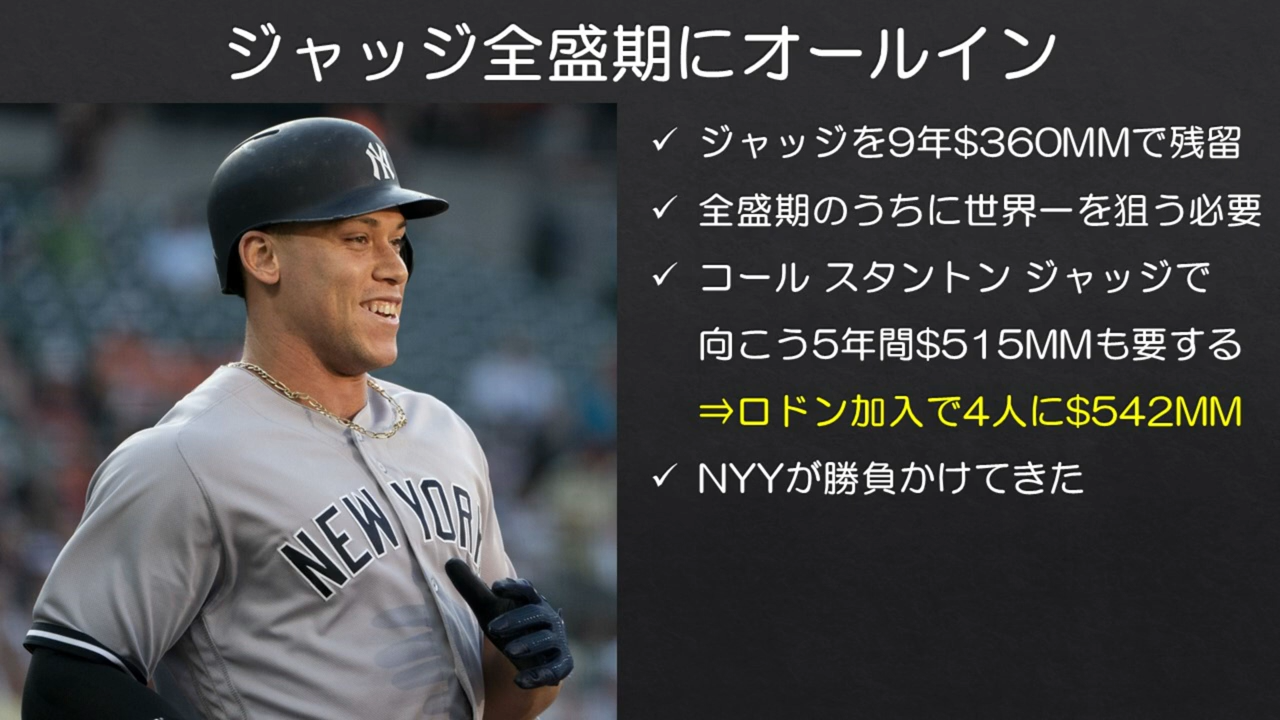 ジャッジ全盛期にオールイン
✓ ジャッジを9年$360MMで残留
✓ 全盛期のうちに世界一を狙う必要
✓ コール スタントン ジャッジで
向こう5年間$515MMも要する
⇒ロドン加入で4人に$542MM
✓ NYYが勝負かけてきた
NY
NEW YOR